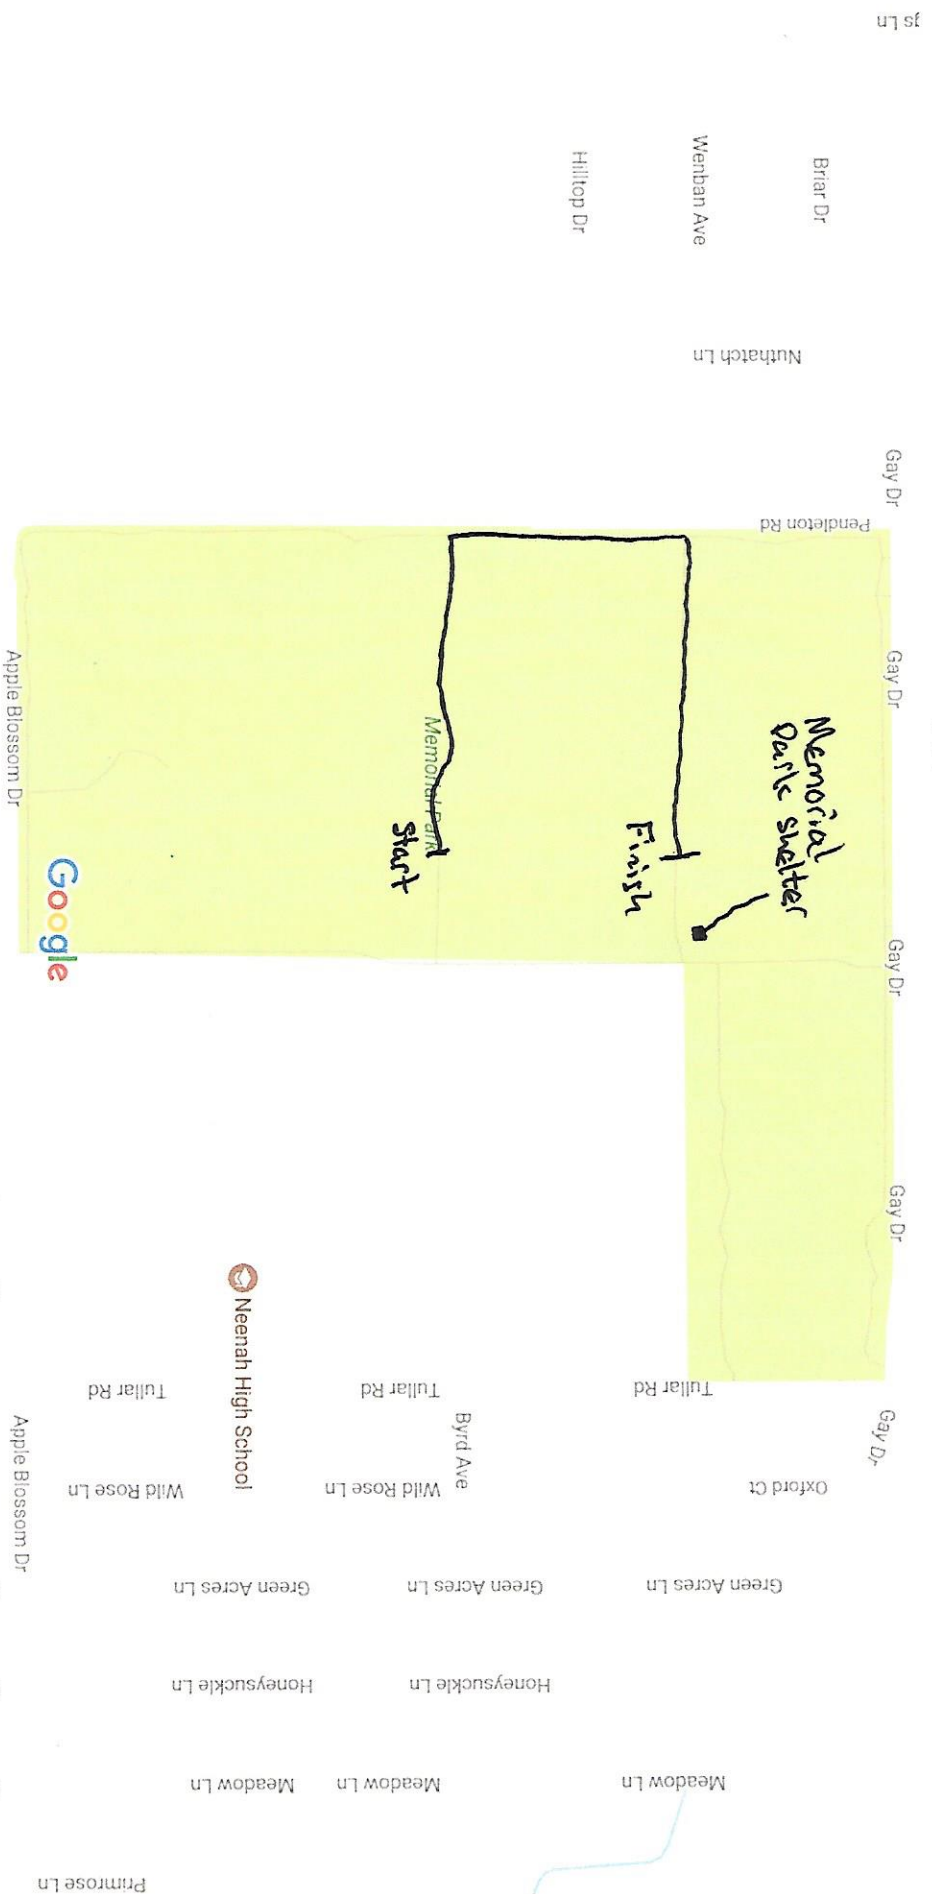 Gay Dr
Gay Dr
Gay Dr
Gay Dr
Gay Dr
Briar Dr
Pendleton Rd
Memorial
Park Shelter
Oxford Ct
Nuthatch Ln
Wenban Ave
Finish
Tullar Rd
Green Acres Ln
Meadow Ln
Hilltop Dr
Memorial Park
Start
Byrd Ave
Tullar Rd
Wild Rose Ln
Green Acres Ln
Honeysuckle Ln
Meadow Ln
Neenah High School
Green Acres Ln
Honeysuckle Ln
Meadow Ln
Tullar Rd
Wild Rose Ln
Primrose Ln
Google
Apple Blossom Dr
Apple Blossom Dr